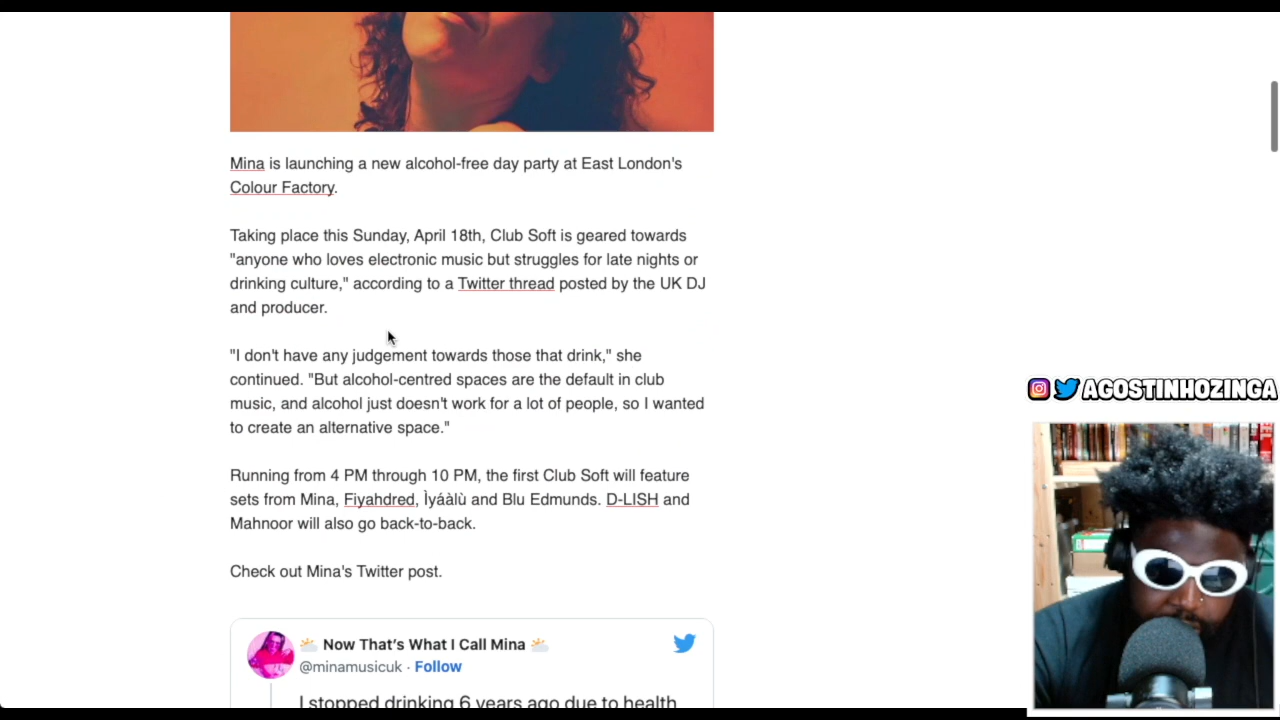 Mina is launching a new alcohol-free day party at East London's
Colour Factory.
Taking place this Sunday, April 18th, Club Soft is geared towards
"anyone who loves electronic music but struggles for late nights or
drinking culture," according to a Twitter thread posted by the UK DJ
and producer.
"I don't have any judgement towards those that drink," she
continued. "But alcohol-centred spaces are the default in club
music, and alcohol just doesn't work for a lot of people, so I wanted
to create an alternative space."
Running from 4 PM through 10 PM, the first Club Soft will feature
sets from Mina, Fiyahdred, Ìyáàlù and Blu Edmunds. D-LISH and
Mahnoor will also go back-to-back.
Check out Mina's Twitter post.
Now That's What I Call Mina
@minamusicuk · Follow
I stopped drinking 6 years ago due to health
AGOSTINHOZINGA